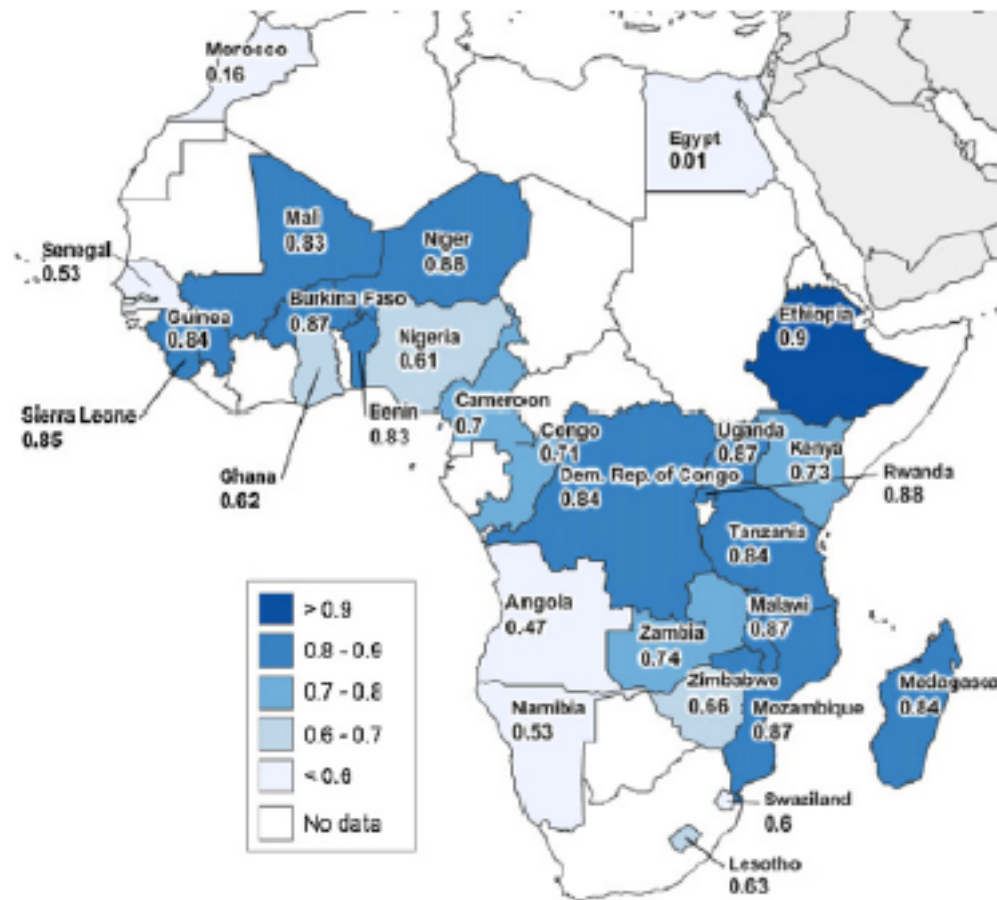 Morocco
0.16
Egypt
0.01
Mali
0.83
Niger
0.88
Senegal
0.53
Burkina Faso
0.87
Guinea
0.84
Nigeria
0.61
Ethiopia
0.9
Sierra Leone
0.85
Benin
0.83
Cameroon
0.7
Congo
0.71
Uganda
0.87
Kenya
0.73
Ghana
0.62
Dem. Rep. of Congo
0.84
Rwanda
0.88
Tanzania
0.84
Angola
0.47
Malawi
0.87
Zambia
0.74
Zimbabwe
0.66
Madagasca
0.84
Namibia
0.53
Mozambique
0.87
Swaziland
0.6
Lesotho
0.63
> 0.9
0.8 - 0.9
0.7 - 0.8
0.6 - 0.7
< 0.6
No data